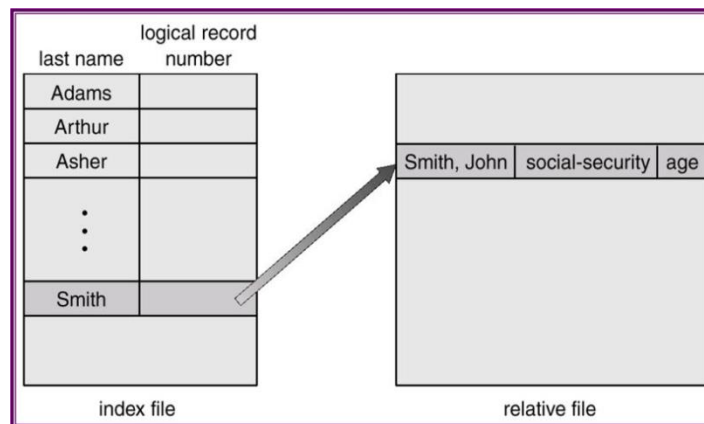 logical record
last name number
Adams
Arthur
Asher
Smith
Smith, John social-security age
index file
relative file